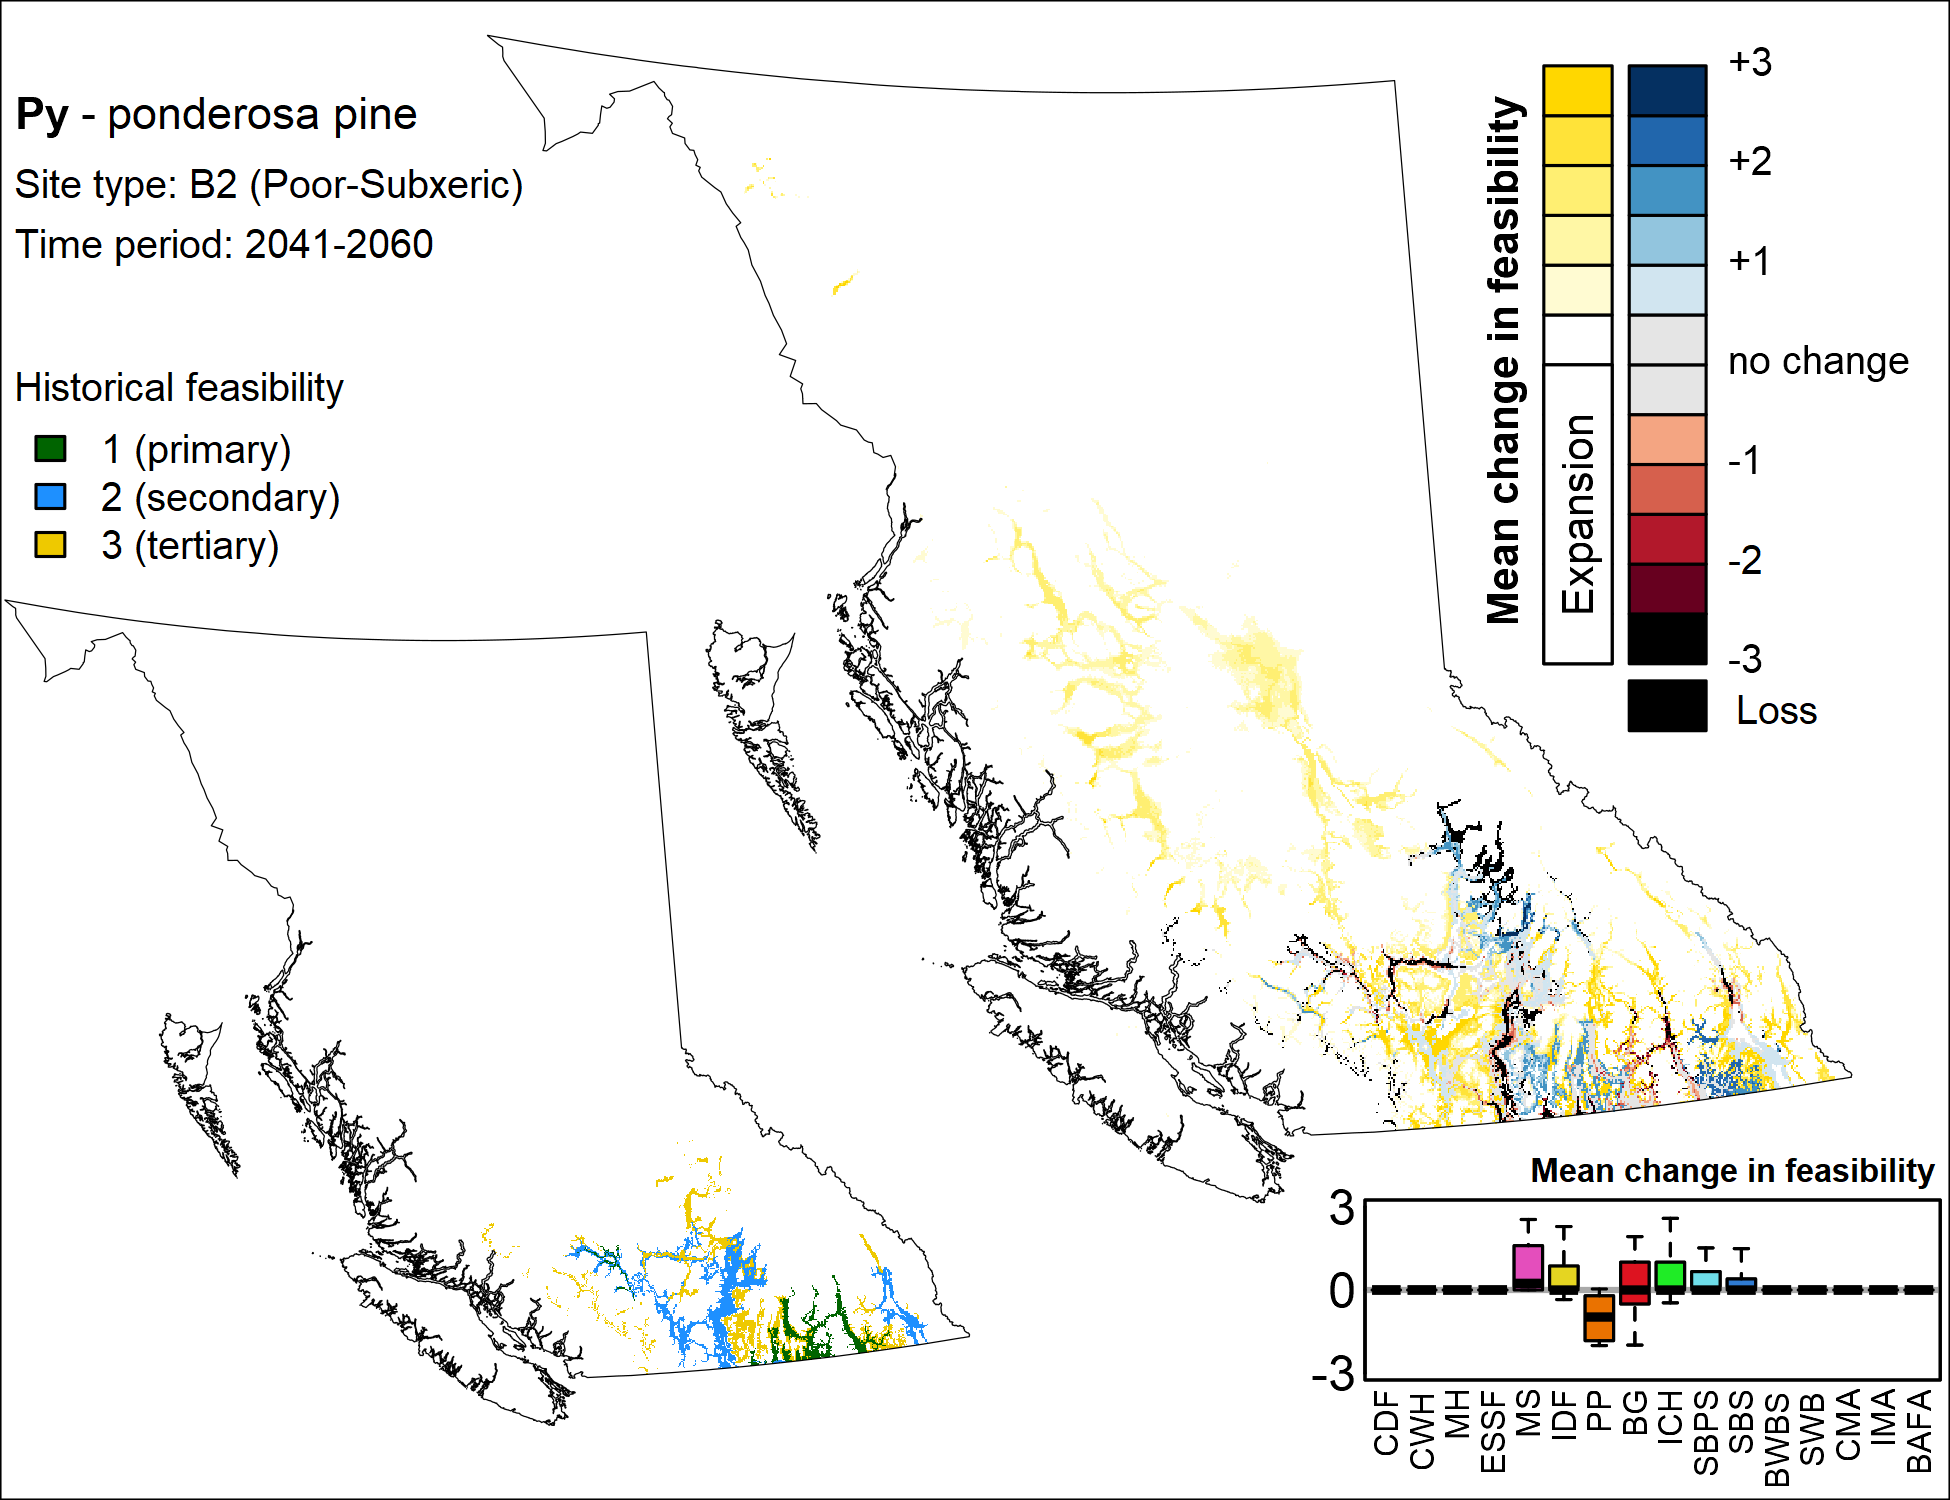 Py - ponderosa pine
Site type: B2 (Poor-Subxeric)
Time period: 2041-2060
Historical feasibility
1 (primary)
2 (secondary)
3 (tertiary)
Mean change in feasibility
Expansion
+3
+2
+1
no change
-1
-2
-3
Loss
Mean change in feasibility
3
0
-3
CDF
CWH
MH
ESSF
MS
IDF
PP
BG
ICH
SBPS
SBS
BWBS
SWB
CMA
IMA
BAFA